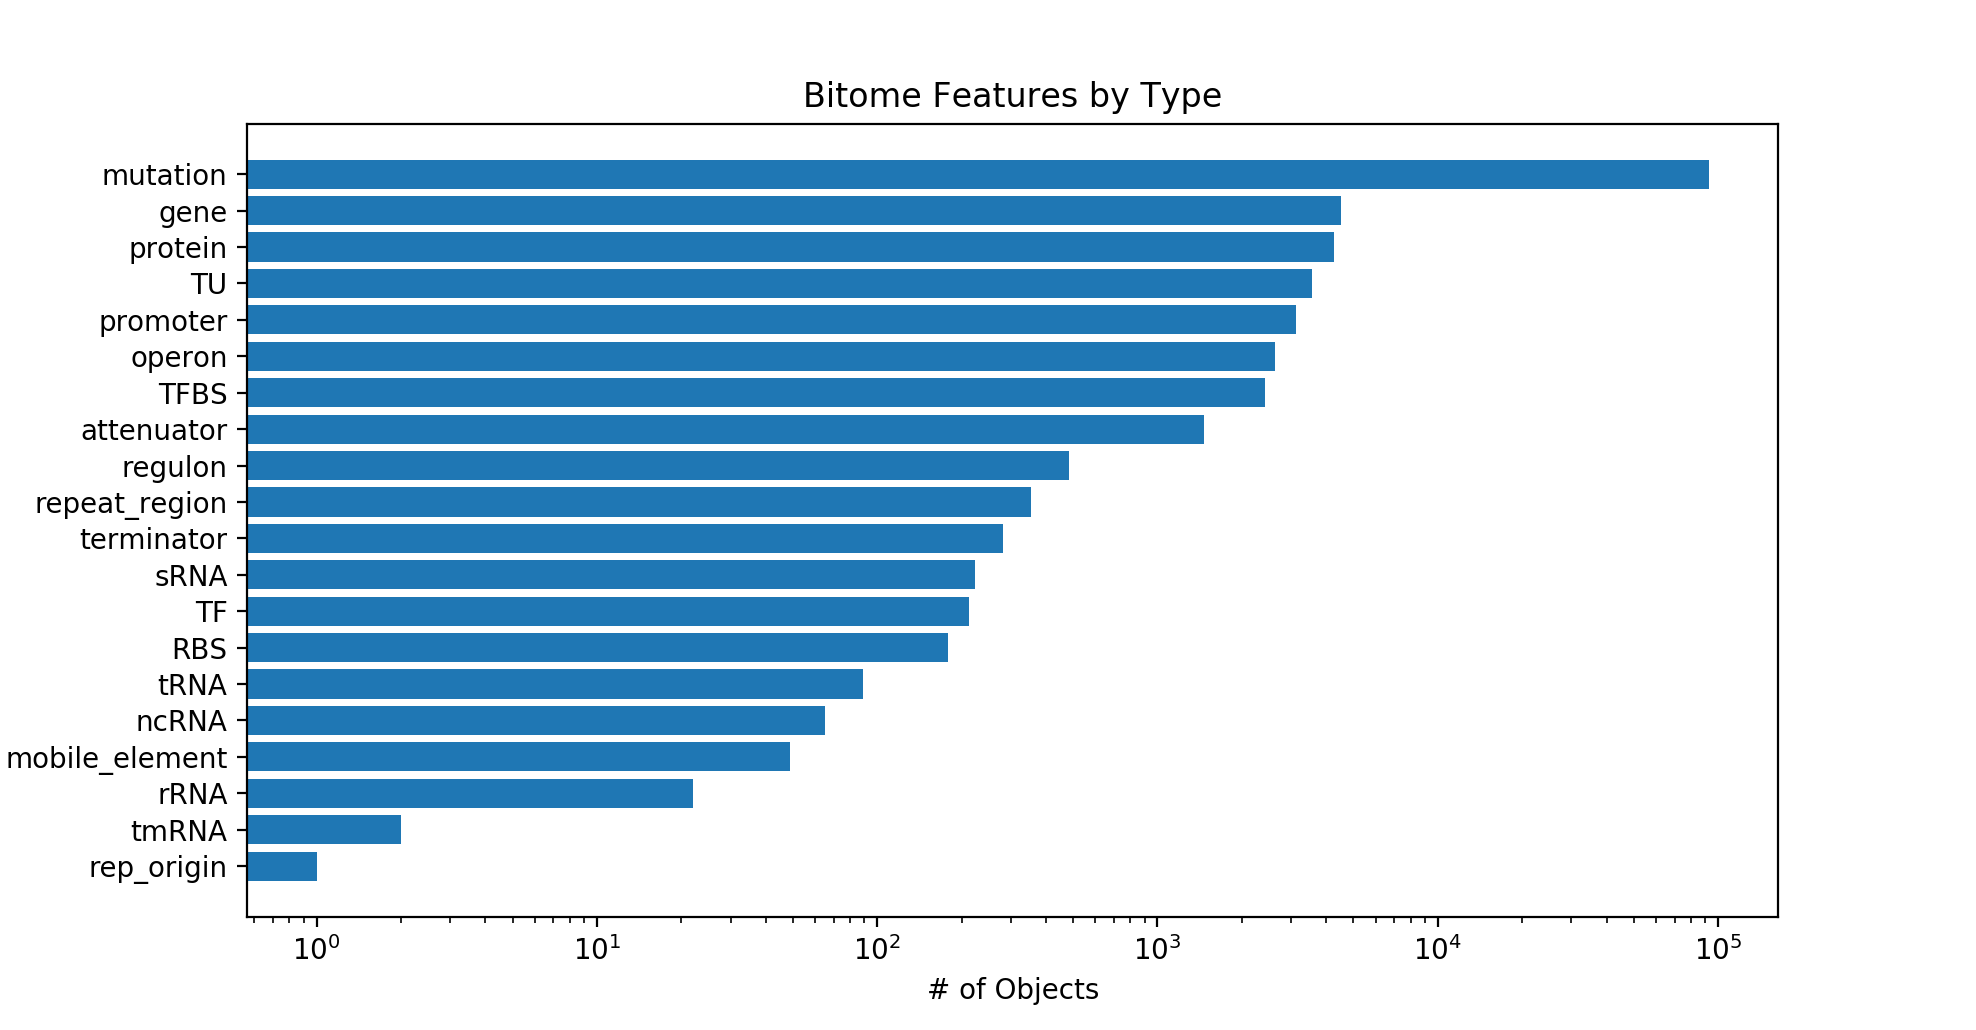 Bitome Features by Type
mutation
gene
protein
TU
promoter
operon
TFBS
attenuator
regulon
repeat_region
terminator
sRNA
TF
RBS
tRNA
ncRNA
mobile_element
rRNA
tmRNA
rep_origin
10⁰ 10¹ 10² 10³ 10⁴ 10⁵
# of Objects